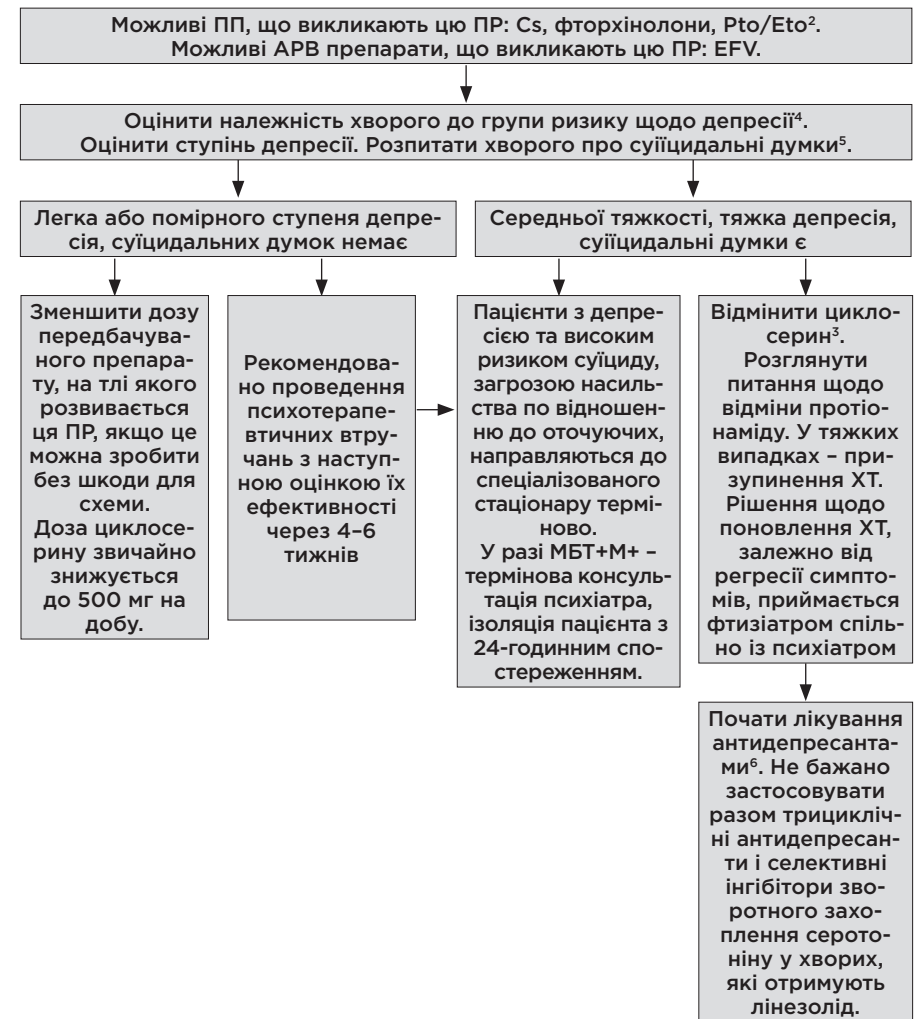 Можливі ПП, що викликають цю ПР: Cs, фторхінолони, Pto/Eto².
Можливі АРВ препарати, що викликають цю ПР: EFV.
Оцінити належність хворого до групи ризику щодо депресії⁴.
Оцінити ступінь депресії. Розпитати хворого про суїіцидальні думки⁵.
Легка або помірного ступеня депре-
сія, суїцидальних думок немає
Середньої тяжкості, тяжка депресія,
суїіцидальні думки є
Зменшити дозу
передбачува-
ного препара-
ту, на тлі якого
розвивається
ця ПР, якщо це
можна зробити
без шкоди для
схеми.
Доза циклосе-
рину звичайно
знижується
до 500 мг на
добу.
Рекомендова-
но проведення
психотерапе-
втичних втру-
чань з наступ-
ною оцінкою їх
ефективності
через 4–6
тижнів
Пацієнти з депре-
сією та високим
ризиком суїциду,
загрозою насиль-
ства по відношен-
ню до оточуючих,
направляються до
спеціалізованого
стаціонару термі-
ново.
У разі МБТ+М+ –
термінова консуль-
тація психіатра,
ізоляція пацієнта з
24-годинним спо-
стереженням.
Відмінити цикло-
серин³.
Розглянути
питання щодо
відміни протіо-
наміду. У тяжких
випадках – при-
зупинення ХТ.
Рішення щодо
поновлення ХТ,
залежно від
регресії симпто-
мів, приймається
фтизіатром спіль-
но із психіатром
Почати лікування
антидепресанта-
ми⁶. Не бажано
застосовувати
разом трицикліч-
ні антидепресан-
ти і селективні
інгібітори зво-
ротного захо-
плення серото-
ніну у хворих,
які отримують
лінезолід.